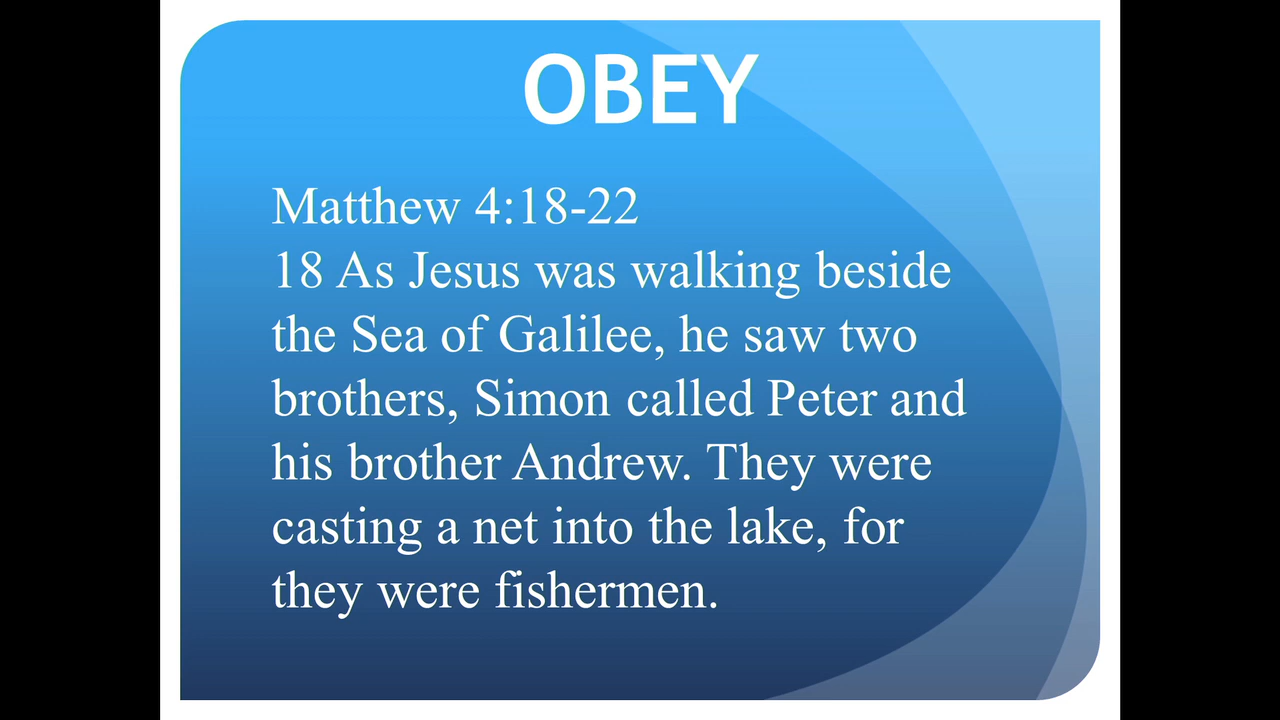 OBEY
Matthew 4:18-22
18 As Jesus was walking beside
the Sea of Galilee, he saw two
brothers, Simon called Peter and
his brother Andrew. They were
casting a net into the lake, for
they were fishermen.